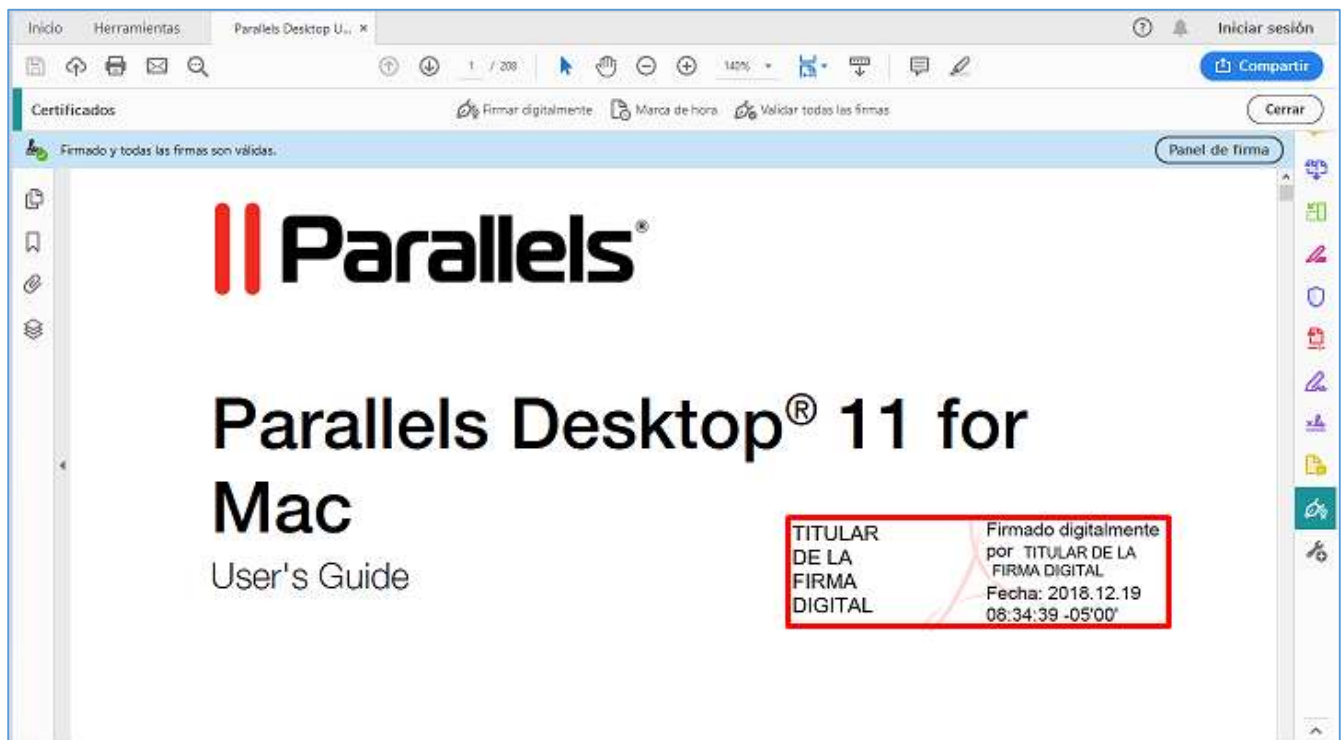 Inicio Herramientas Parallels Desktop U... × Iniciar sesión
1 / 208 140% Compartir
Certificados Firmar digitalmente Marca de hora Validar todas las firmas Cerrar
Firmado y todas las firmas son válidas. Panel de firma
Parallels®
Parallels Desktop® 11 for
Mac
User's Guide
TITULAR
DE LA
FIRMA
DIGITAL
Firmado digitalmente
por TITULAR DE LA
FIRMA DIGITAL
Fecha: 2018.12.19
08:34:39 -05'00'